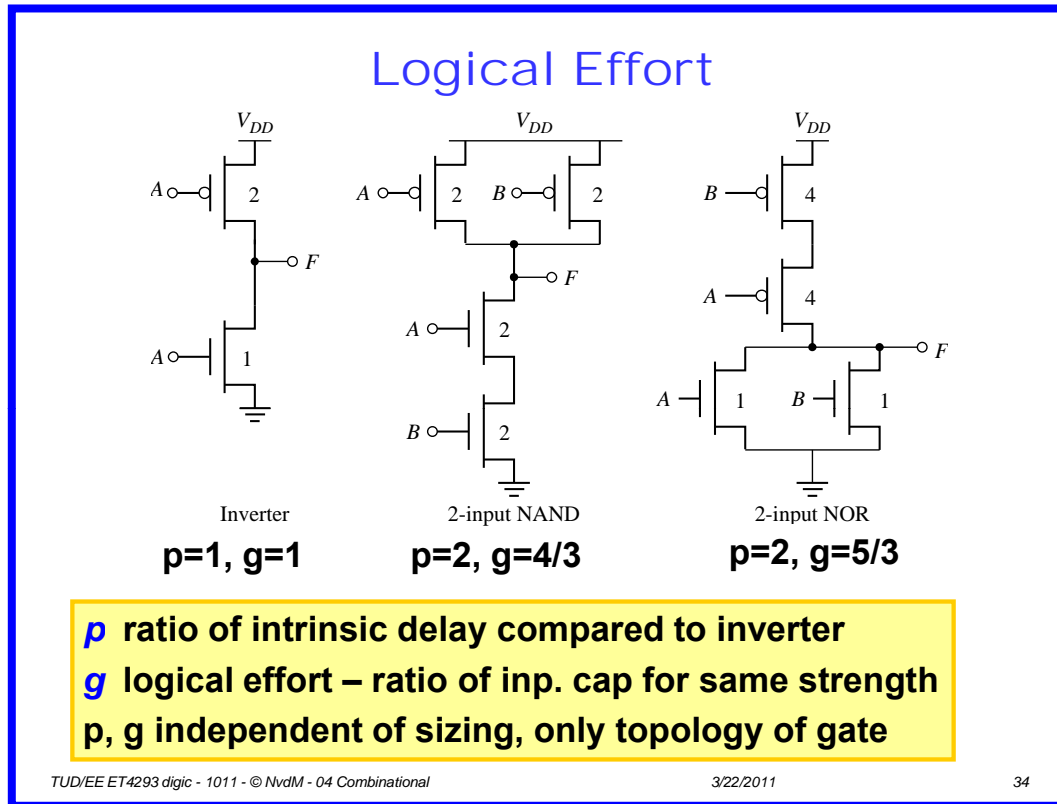 Logical Effort
V_DD V_DD V_DD
A 2 A 2 B 2 B 4
F F A 4
A 1 A 2 F
B 2 A 1 B 1
Inverter 2-input NAND 2-input NOR
p=1, g=1 p=2, g=4/3 p=2, g=5/3
p ratio of intrinsic delay compared to inverter
g logical effort – ratio of inp. cap for same strength
p, g independent of sizing, only topology of gate
TUD/EE ET4293 digic - 1011 - © NvdM - 04 Combinational 3/22/2011 34